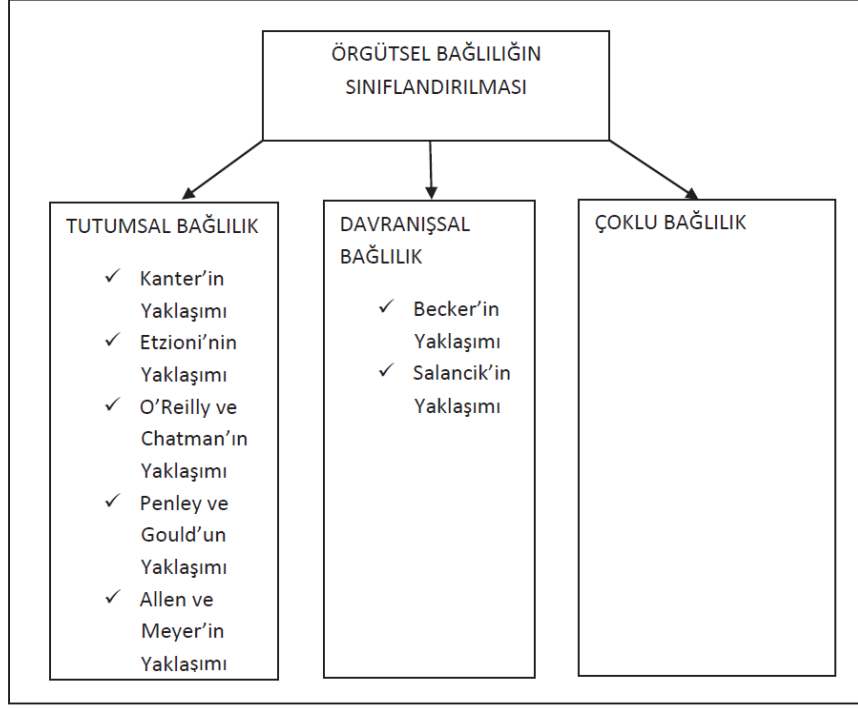 ÖRGÜTSEL BAĞLILIĞIN
SINIFLANDIRILMASI
TUTUMSAL BAĞLILIK
✓ Kanter’in
Yaklaşımı
✓ Etzioni’nin
Yaklaşımı
✓ O’Reilly ve
Chatman’ın
Yaklaşımı
✓ Penley ve
Gould’un
Yaklaşımı
✓ Allen ve
Meyer’in
Yaklaşımı
DAVRANIŞSAL
BAĞLILIK
✓ Becker’in
Yaklaşımı
✓ Salancik’in
Yaklaşımı
ÇOKLU BAĞLILIK